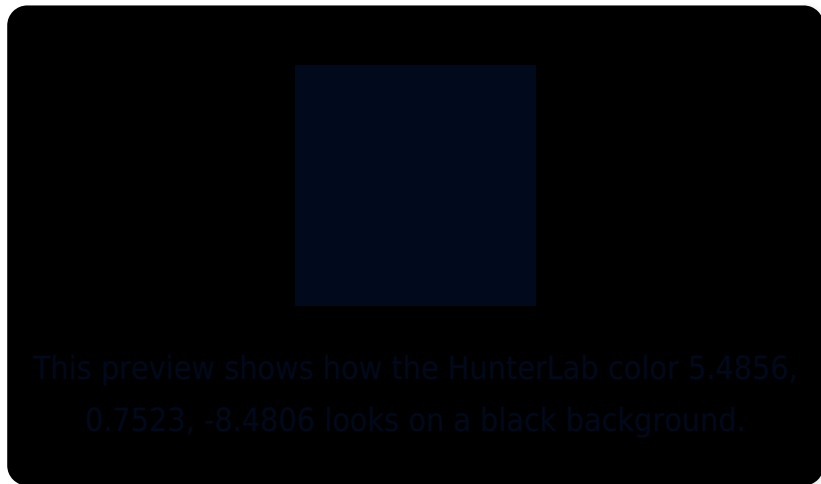 This preview shows how the HunterLab color 5.4856,
0.7523, -8.4806 looks on a black background.